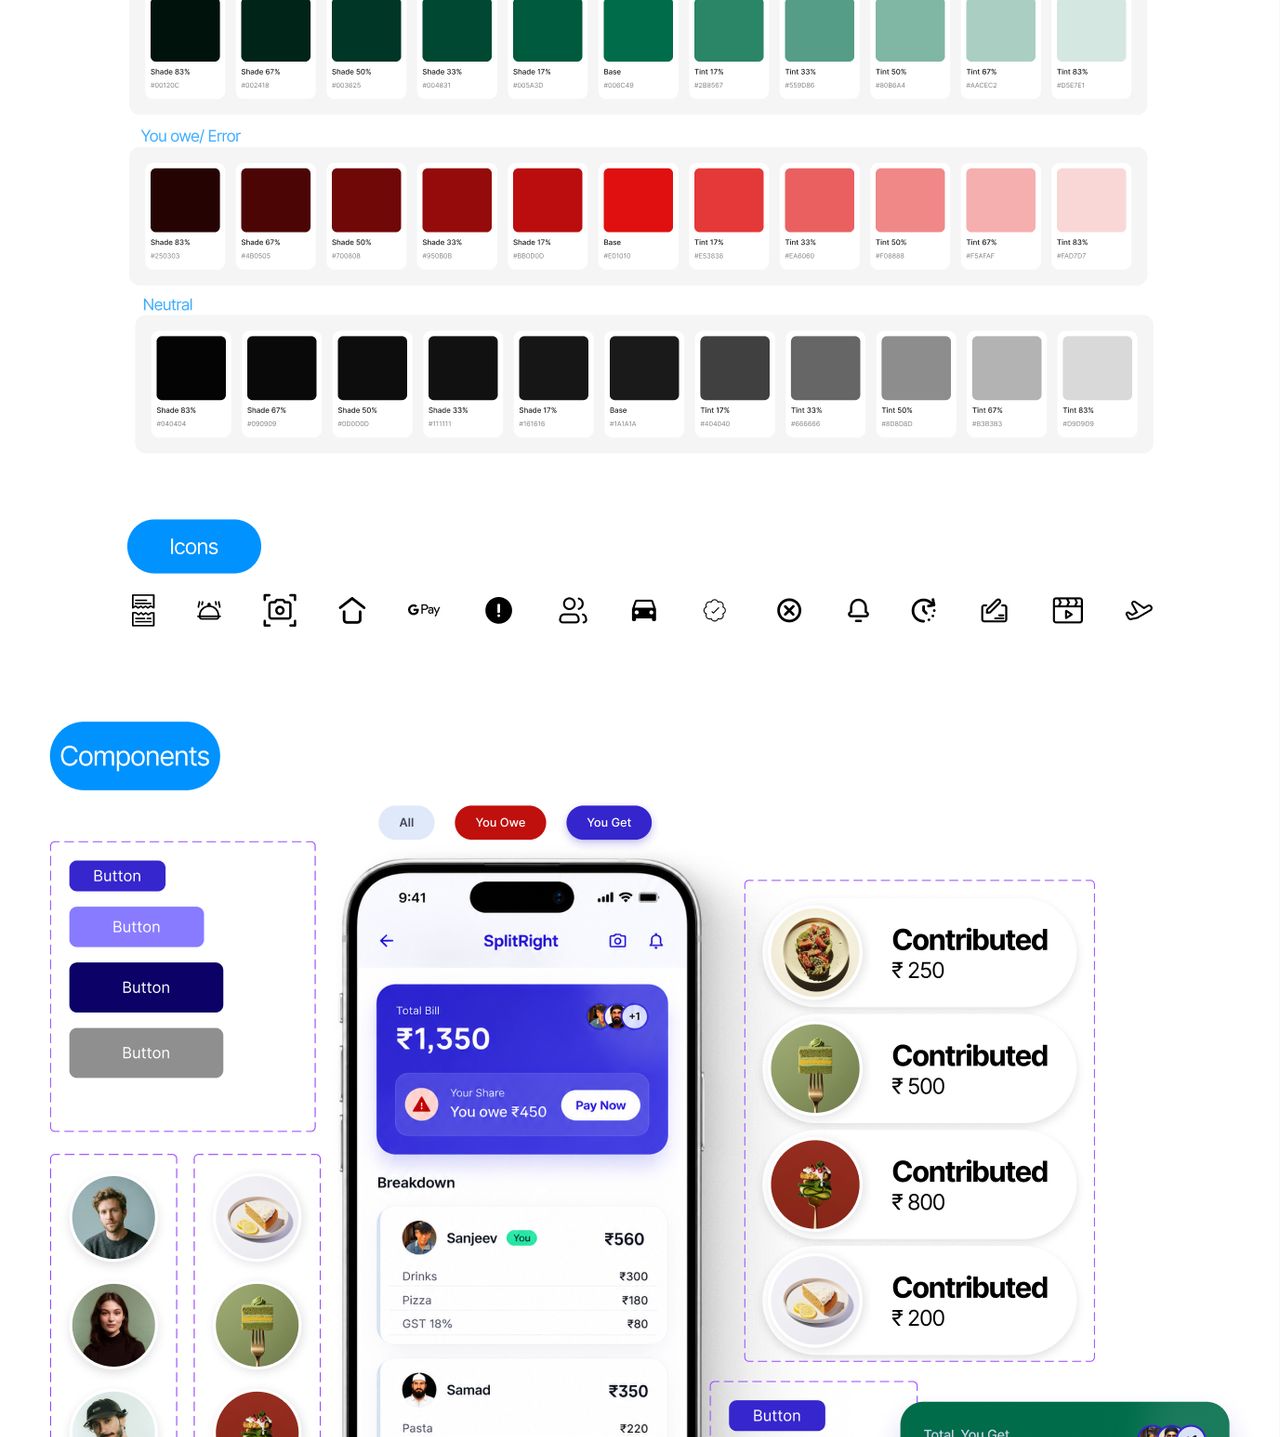 Shade 83% Shade 67% Shade 50% Shade 33% Shade 17% Base Tint 17% Tint 33% Tint 50% Tint 67% Tint 83%
#00120C #002418 #003625 #004831 #005A3D #006C49 #2B8567 #559D86 #80B6A4 #AACEC2 #D5E7E1
You owe/ Error
Shade 83% Shade 67% Shade 50% Shade 33% Shade 17% Base Tint 17% Tint 33% Tint 50% Tint 67% Tint 83%
#250303 #4B0505 #700808 #950B0B #BB0D0D #E01010 #E53838 #EA6060 #F08888 #F5AFAF #FAD7D7
Neutral
Shade 83% Shade 67% Shade 50% Shade 33% Shade 17% Base Tint 17% Tint 33% Tint 50% Tint 67% Tint 83%
#040404 #090909 #0D0D0D #111111 #161616 #1A1A1A #404040 #666666 #8D8D8D #B3B3B3 #D9D9D9
Icons
G Pay
Components
All
You Owe
You Get
Button
Button
Button
Button
9:41
SplitRight
Total Bill
₹1,350
+1
Your Share
You owe ₹450
Pay Now
Breakdown
Sanjeev You ₹560
Drinks ₹300
Pizza ₹180
GST 18% ₹80
Samad ₹350
Pasta ₹220
Contributed
₹ 250
Contributed
₹ 500
Contributed
₹ 800
Contributed
₹ 200
Button
Total You Get